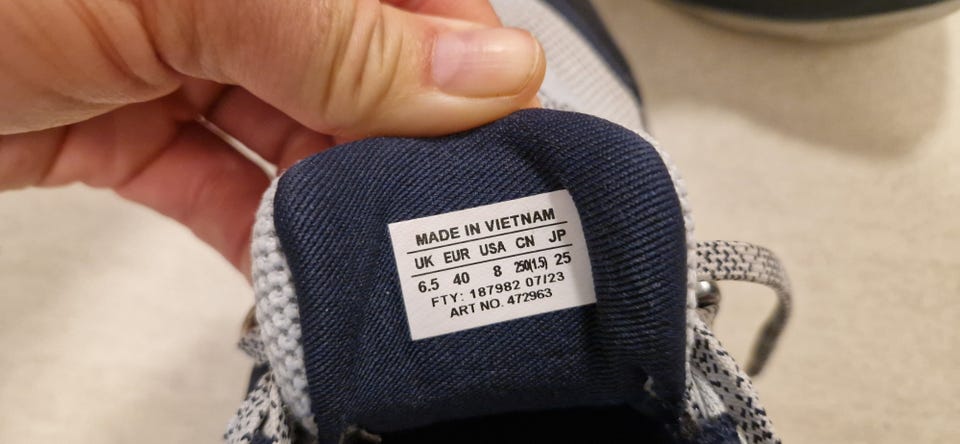 MADE IN VIETNAM
UK EUR USA CN JP
6.5 40 8 250(1.5) 25
FTY: 187982 07/23
ART NO. 472963